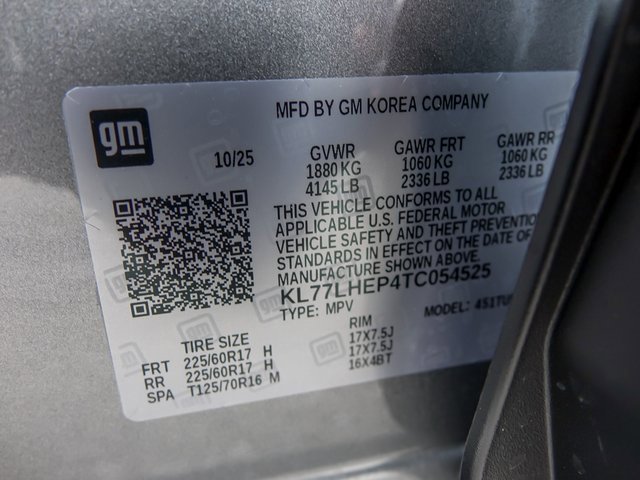 MFD BY GM KOREA COMPANY
gm
10/25
GVWR GAWR FRT GAWR RR
1880 KG 1060 KG 1060 KG
4145 LB 2336 LB 2336 LB
THIS VEHICLE CONFORMS TO ALL
APPLICABLE U.S. FEDERAL MOTOR
VEHICLE SAFETY AND THEFT PREVENTIO
STANDARDS IN EFFECT ON THE DATE OF
MANUFACTURE SHOWN ABOVE.
KL77LHEP4TC054525
TYPE: MPV MODEL:
TIRE SIZE RIM
FRT 225/60R17 H 17X7.5J
RR 225/60R17 H 17X7.5J
SPA T125/70R16 M 16X4BT